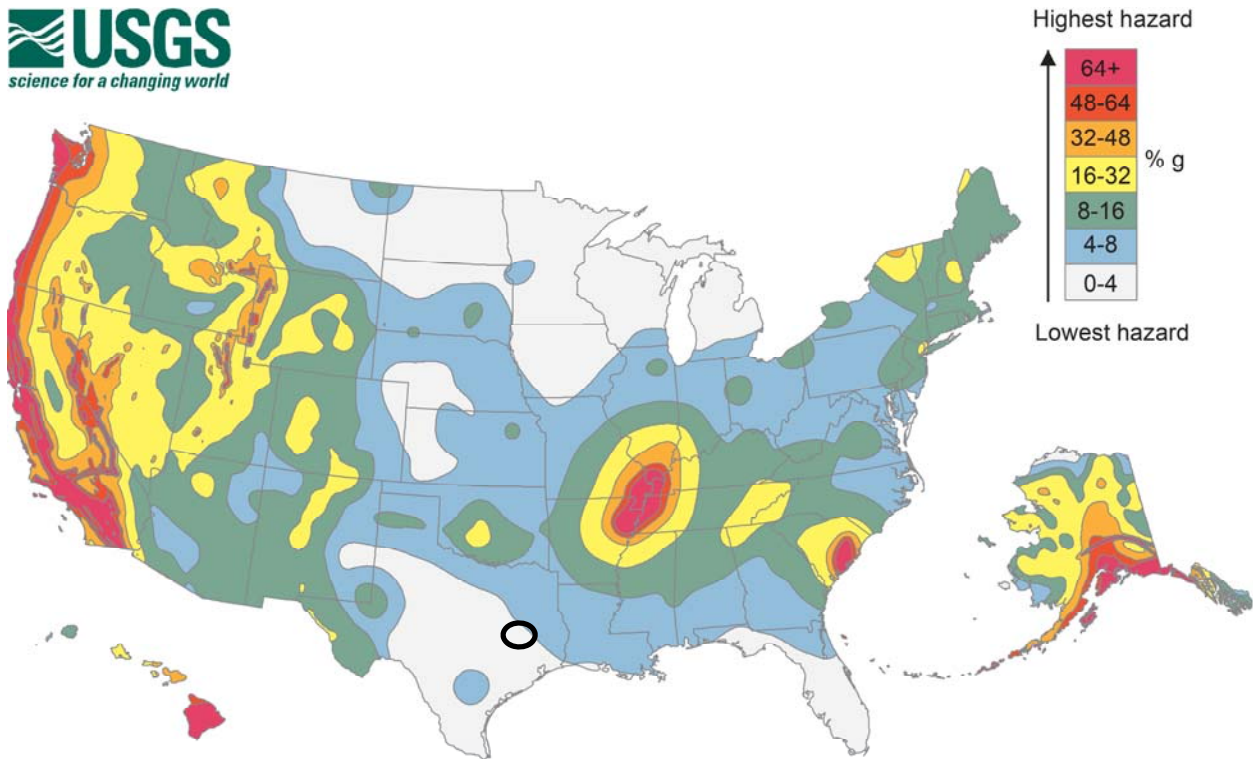 USGS
science for a changing world
Highest hazard
64+
48-64
32-48
16-32
8-16
4-8
0-4
% g
Lowest hazard